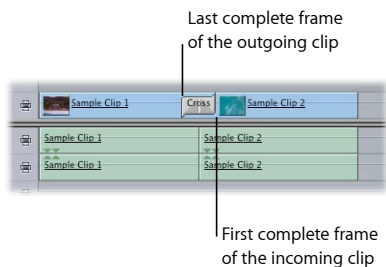 Last complete frame
of the outgoing clip
Sample Clip 1 Cross Sample Clip 2
Sample Clip 1 Sample Clip 2
Sample Clip 1 Sample Clip 2
First complete frame
of the incoming clip